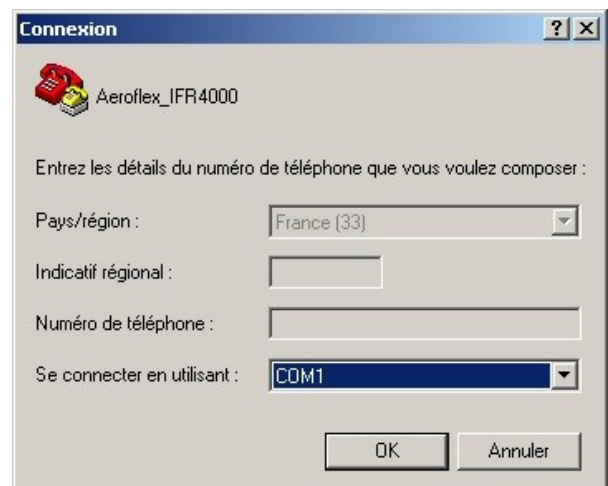 Connexion
Aeroflex_IFR4000
Entrez les détails du numéro de téléphone que vous voulez composer :
Pays/région :
France (33)
Indicatif régional :
Numéro de téléphone :
Se connecter en utilisant :
COM1
OK
Annuler